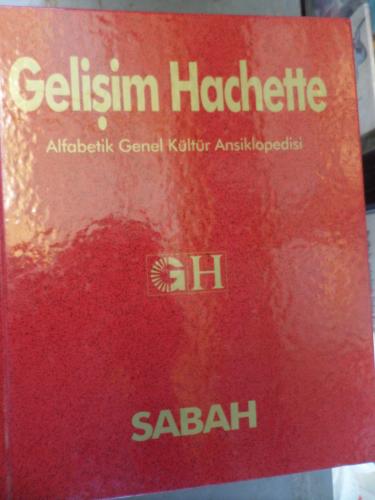 Gelişim Hachette
Alfabetik Genel Kültür Ansiklopedisi
GH
SABAH